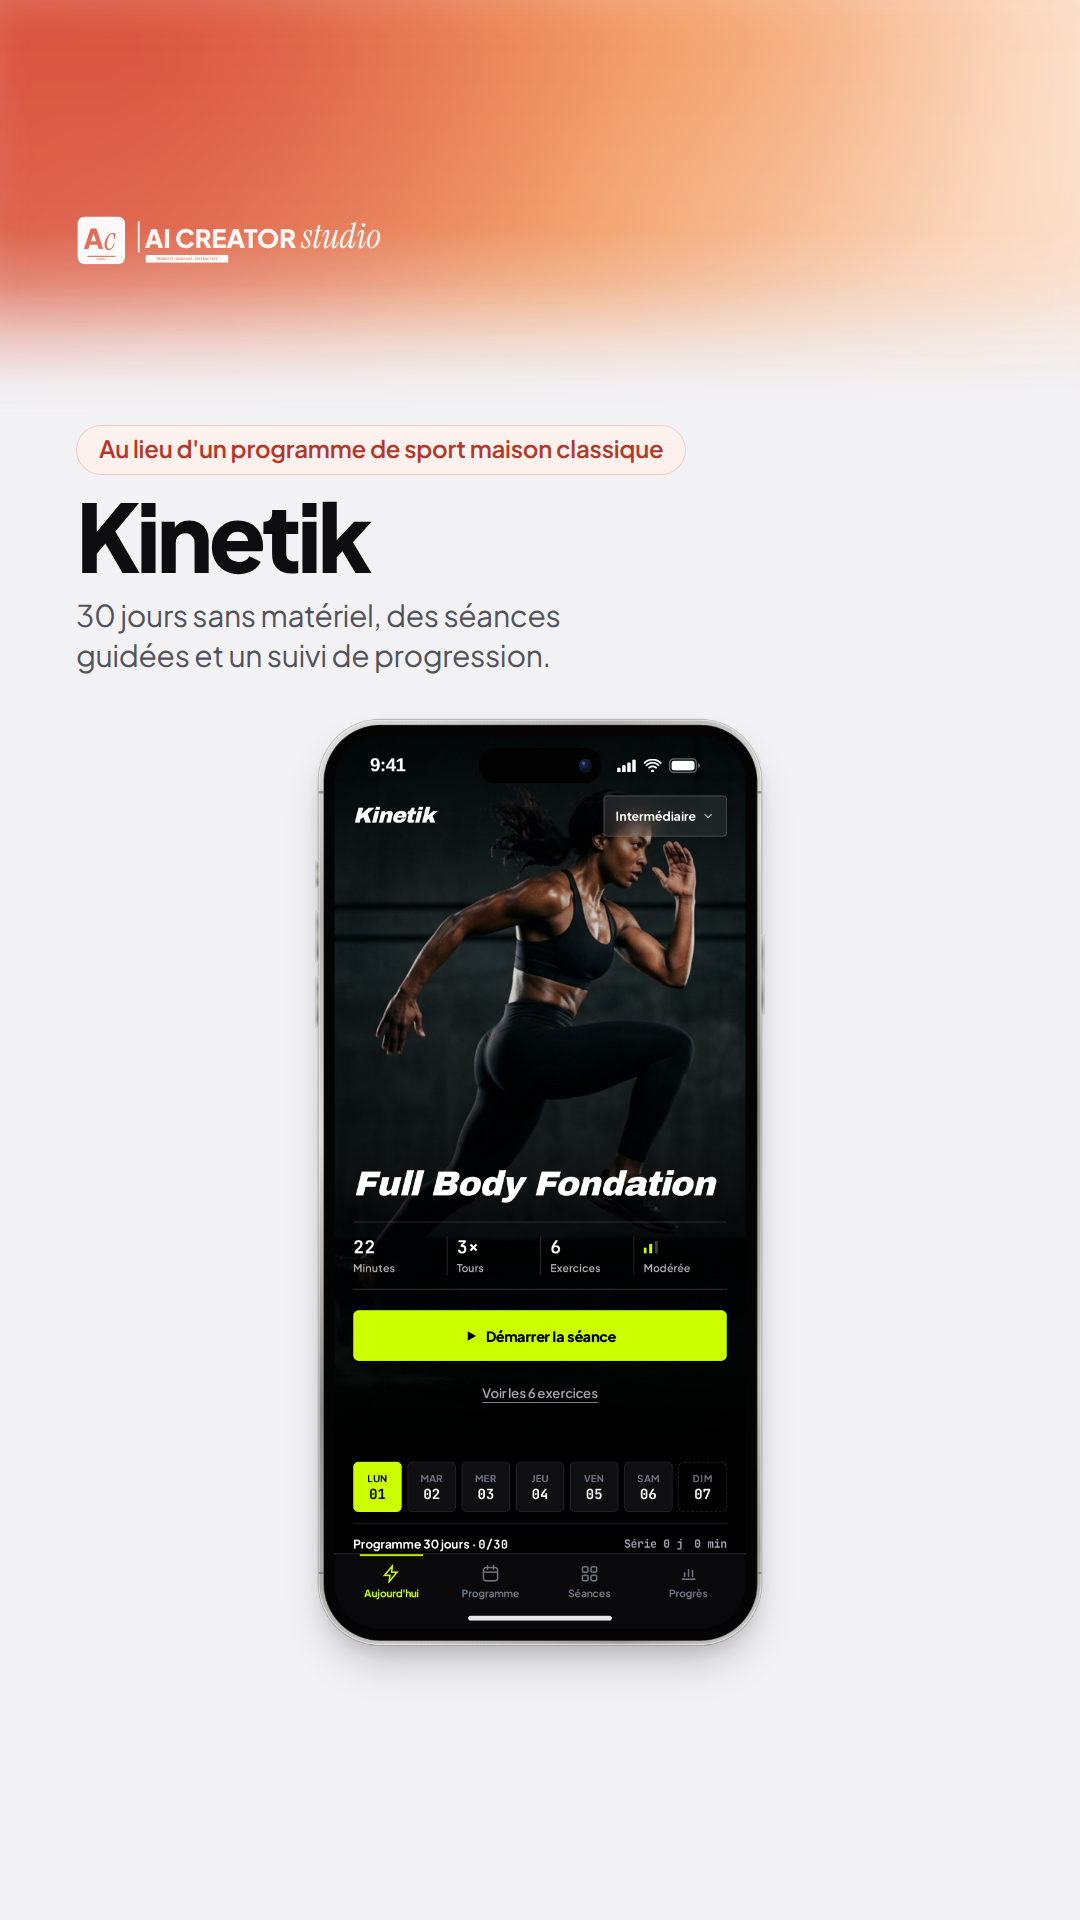 Ac
AI CREATOR studio
Au lieu d'un programme de sport maison classique
Kinetik
30 jours sans matériel, des séances
guidées et un suivi de progression.
9:41
Kinetik
Intermédiaire
Full Body Fondation
22 3× 6
Minutes Tours Exercices Modérée
Démarrer la séance
Voir les 6 exercices
LUN MAR MER JEU VEN SAM DIM
01 02 03 04 05 06 07
Programme 30 jours · 0/30 Série 0 j 0 min
Aujourd'hui Programme Séances Progrès